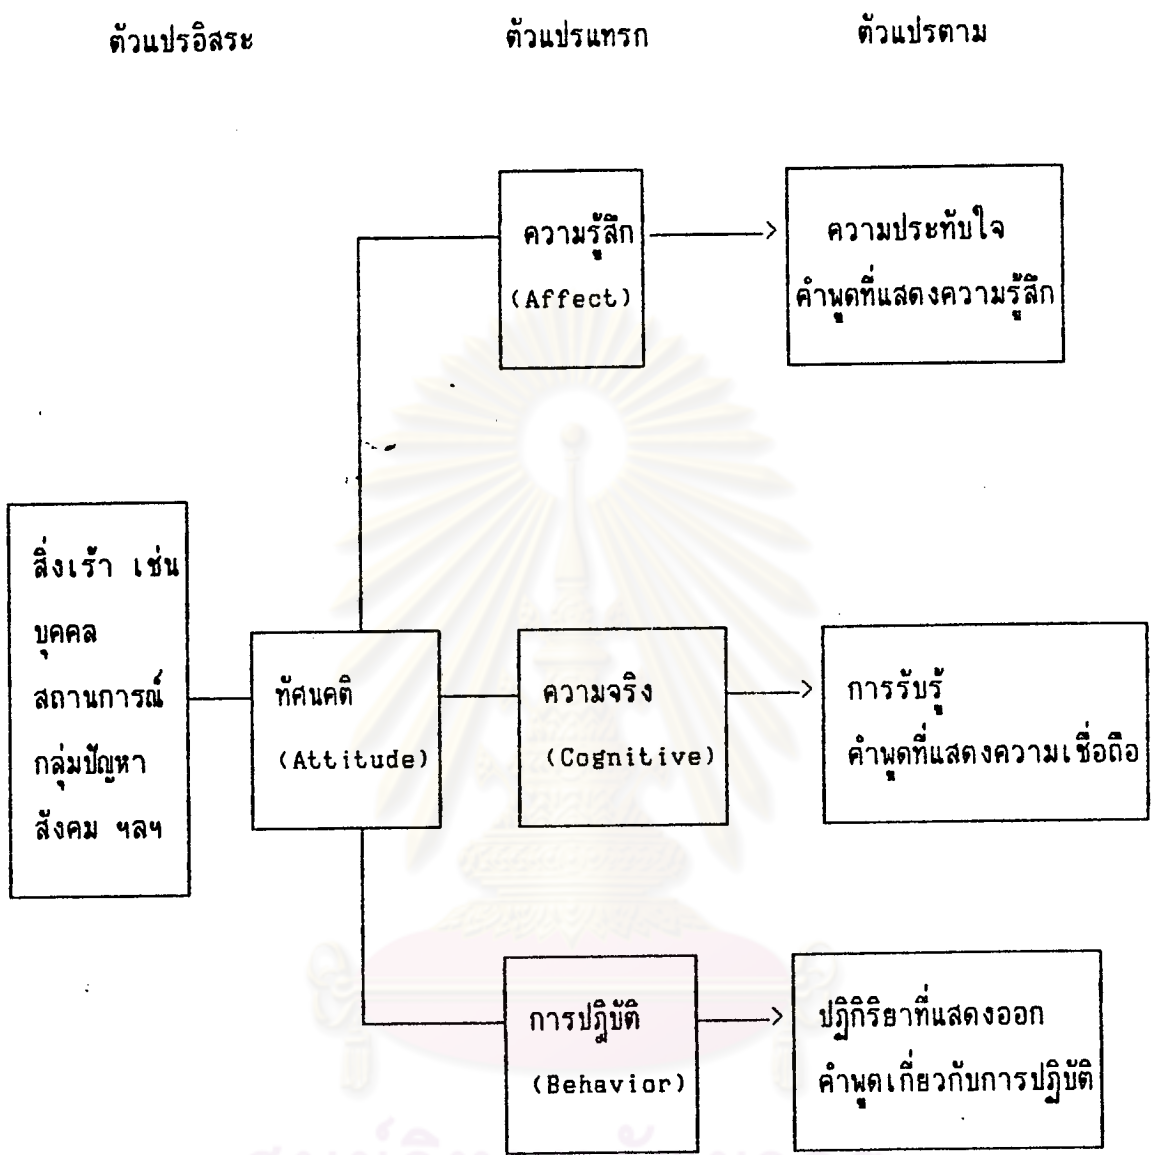 ตัวแปรอิสระ ตัวแปรแทรก ตัวแปรตาม
ความรู้สึก
(Affect)
ความประทับใจ
คำพูดที่แสดงความรู้สึก
สิ่งเร้า เช่น
บุคคล
สถานการณ์
กลุ่มปัญหา
สังคม ฯลฯ
ทัศนคติ
(Attitude)
ความจริง
(Cognitive)
การรับรู้
คำพูดที่แสดงความเชื่อถือ
การปฎิบัติ
(Behavior)
ปฏิกิริยาที่แสดงออก
คำพูดเกี่ยวกับการปฏิบัติ